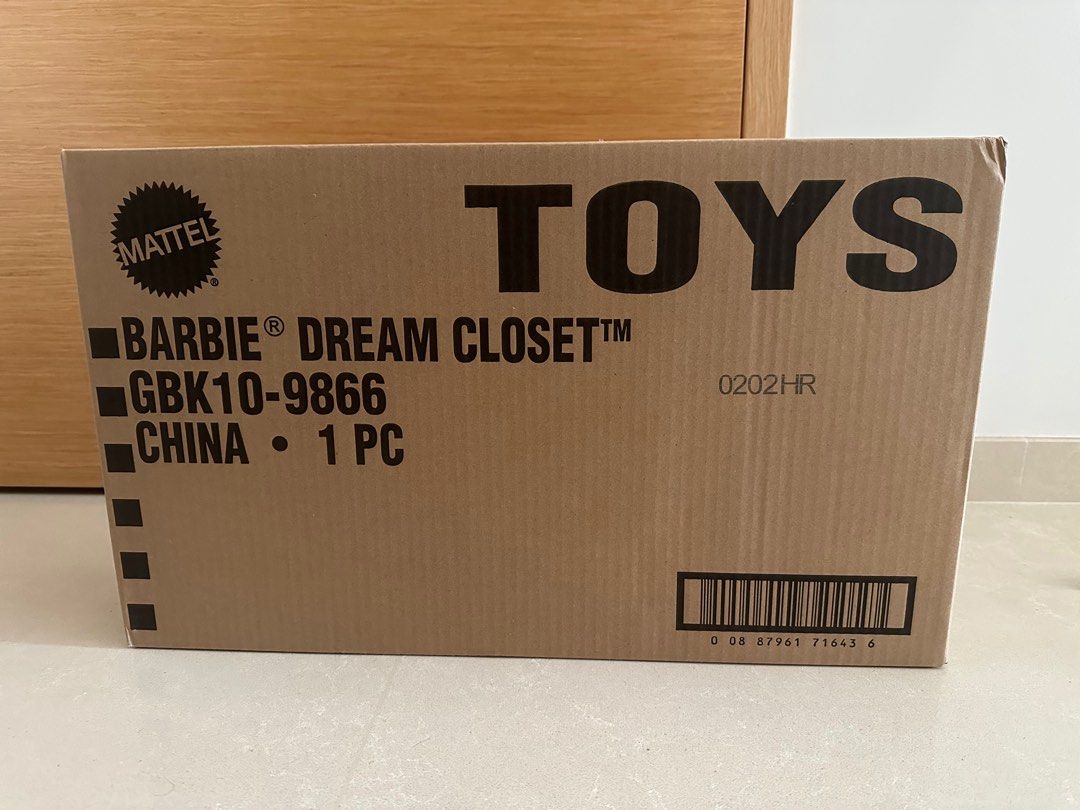 MATTEL®
TOYS
BARBIE® DREAM CLOSET™
GBK10-9866
0202HR
CHINA • 1 PC
0 08 87961 71643 6